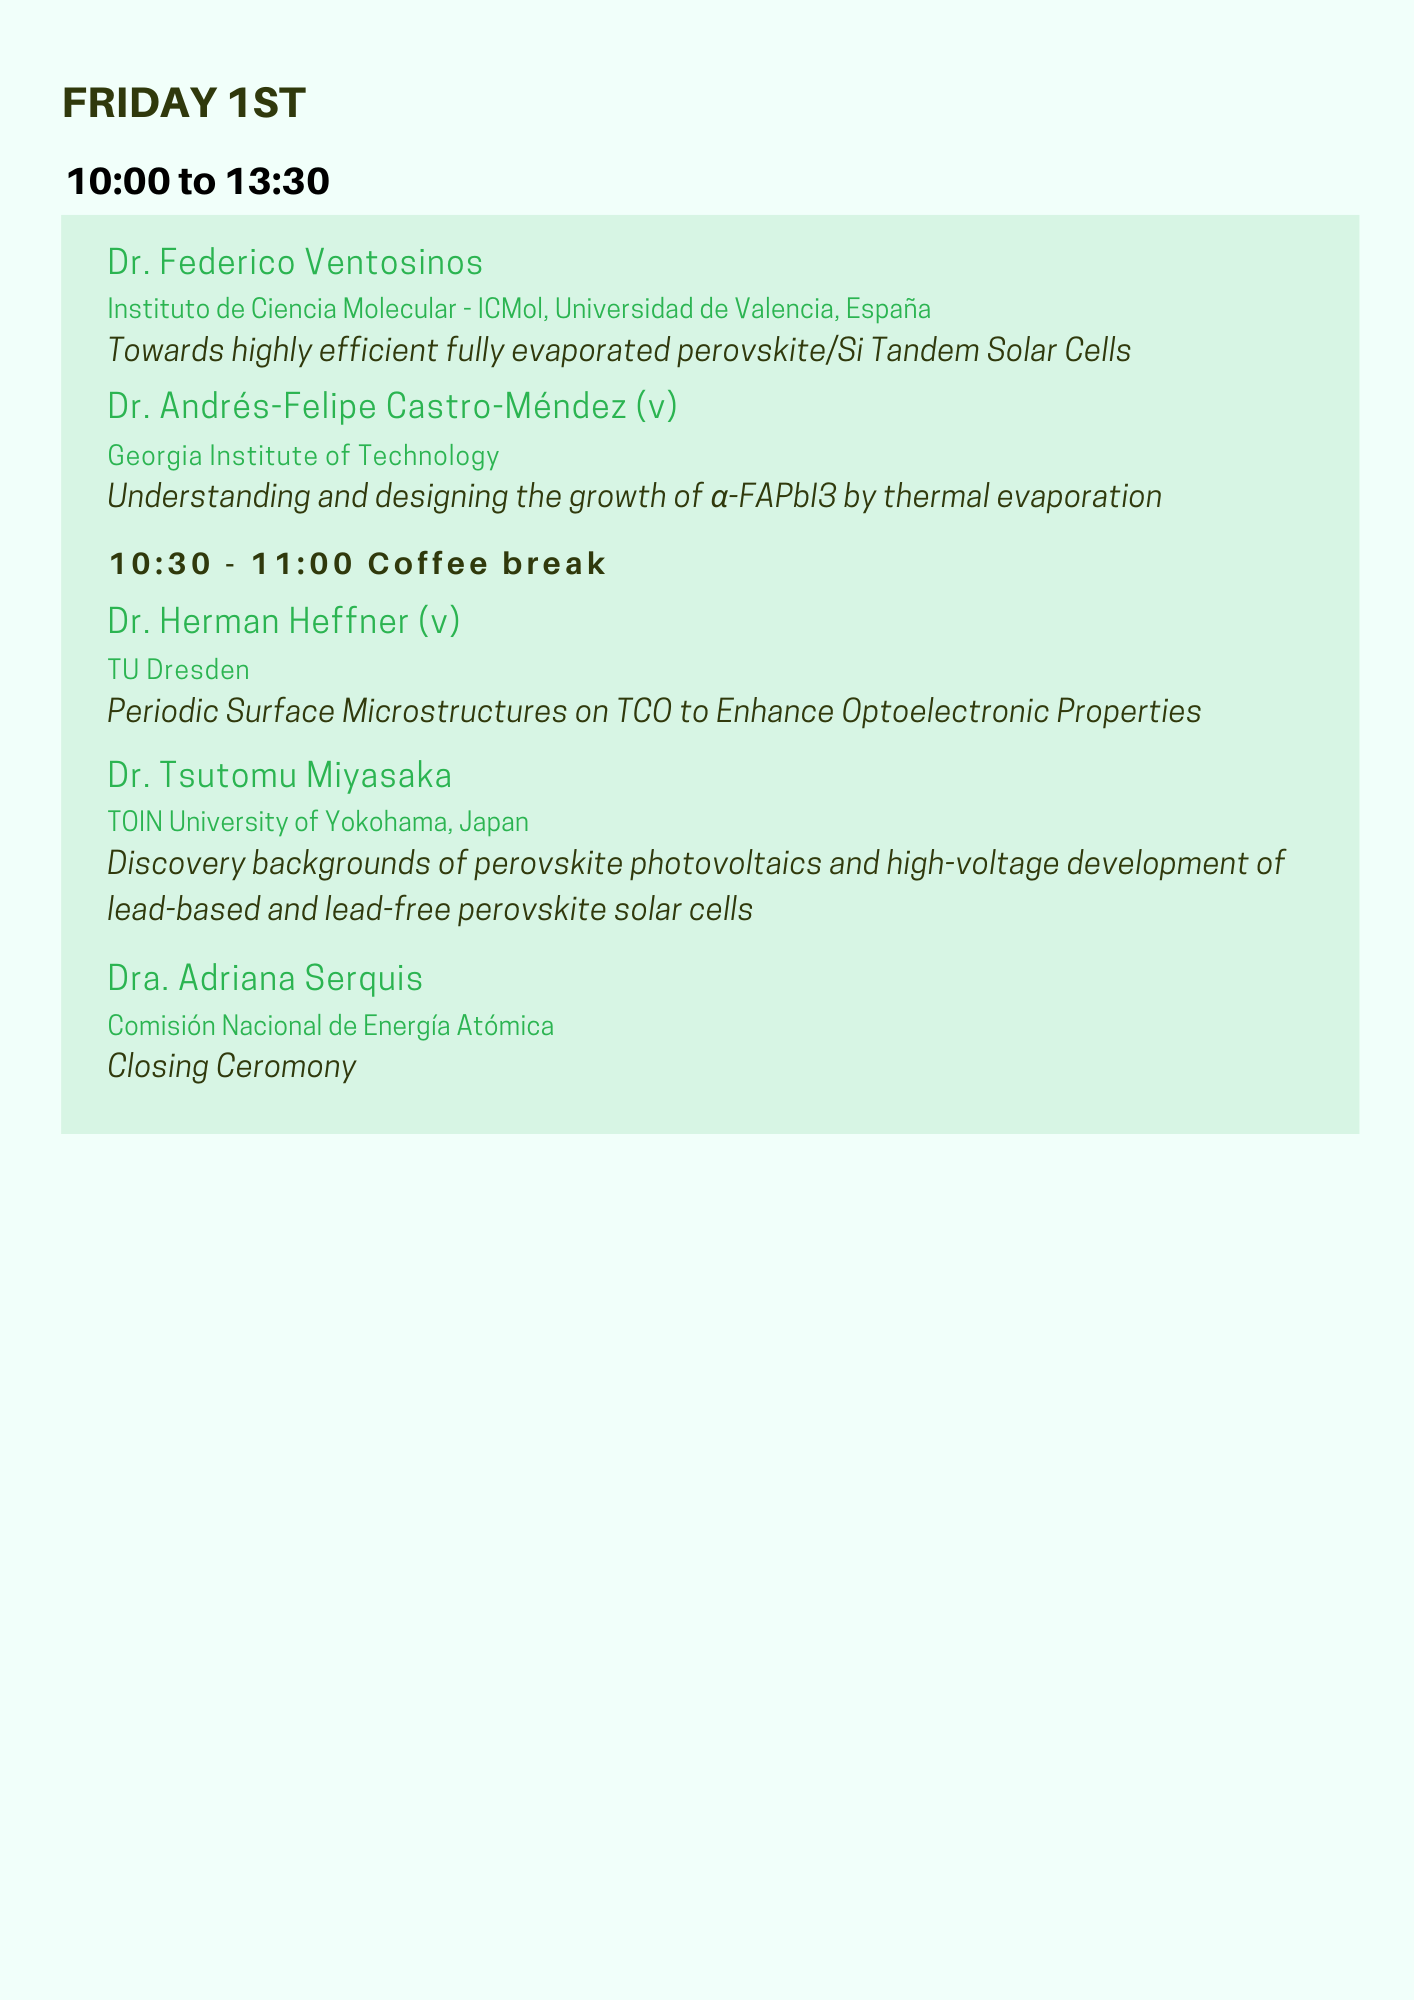 FRIDAY 1ST
10:00 to 13:30
Dr. Federico Ventosinos
Instituto de Ciencia Molecular - ICMol, Universidad de Valencia, España
Towards highly efficient fully evaporated perovskite/Si Tandem Solar Cells
Dr. Andrés-Felipe Castro-Méndez (v)
Georgia Institute of Technology
Understanding and designing the growth of α-FAPbI3 by thermal evaporation
10:30 - 11:00 Coffee break
Dr. Herman Heffner (v)
TU Dresden
Periodic Surface Microstructures on TCO to Enhance Optoelectronic Properties
Dr. Tsutomu Miyasaka
TOIN University of Yokohama, Japan
Discovery backgrounds of perovskite photovoltaics and high-voltage development of
lead-based and lead-free perovskite solar cells
Dra. Adriana Serquis
Comisión Nacional de Energía Atómica
Closing Ceromony